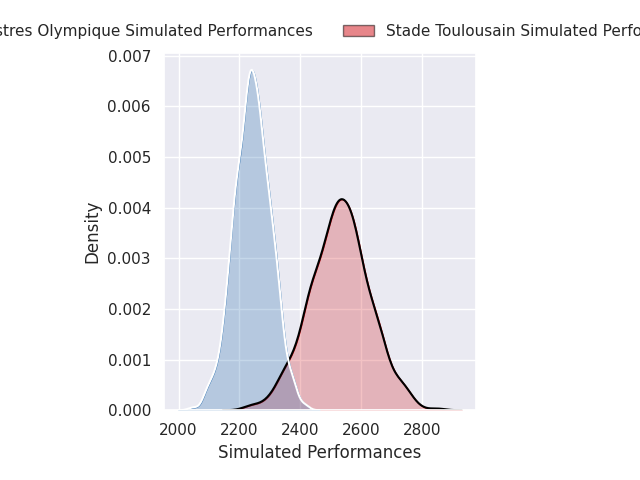 stres Olympique Simulated Performances Stade Toulousain Simulated Perfo
0.007
0.006
0.005
0.004
0.003
0.002
0.001
0.000
Density
2000 2200 2400 2600 2800
Simulated Performances